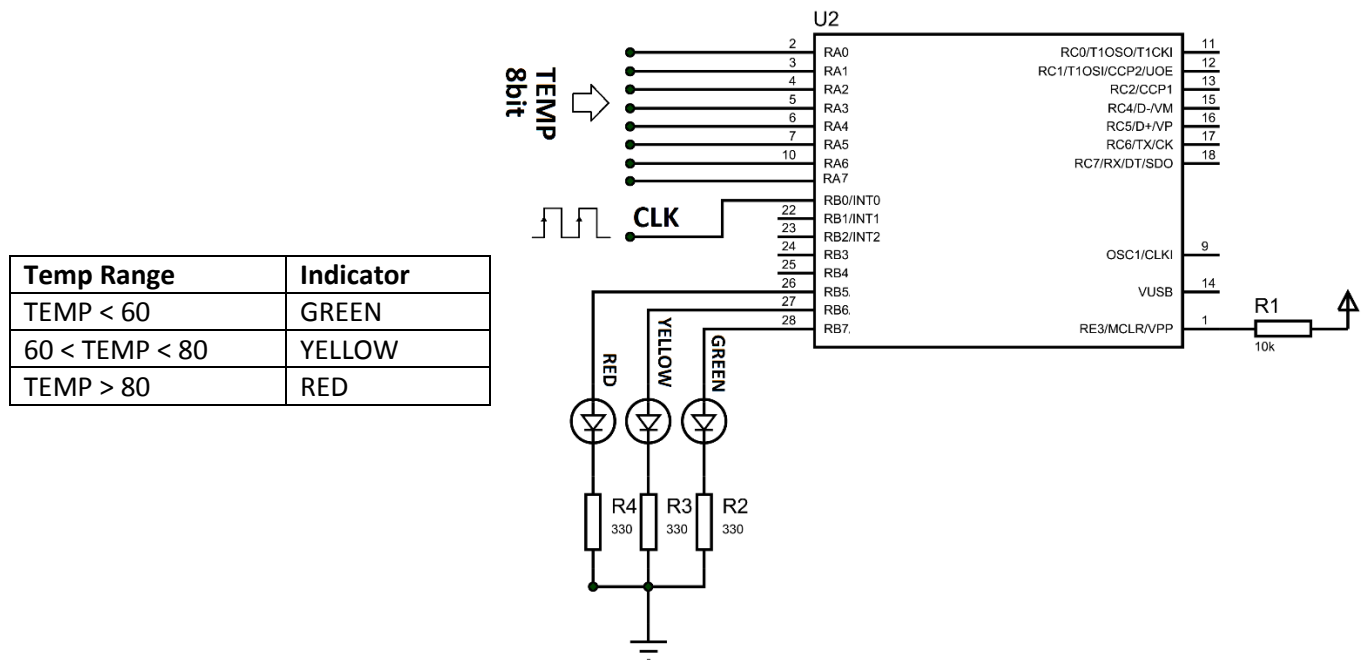 U2
2
RA0
3
RA1
4
RA2
5
RA3
6
RA4
7
RA5
10
RA6
RA7
RB0/INT0
22
RB1/INT1
23
RB2/INT2
24
RB3
25
RB4
26
RB5.
27
RB6.
28
RB7.
RC0/T1OSO/T1CKI
11
RC1/T1OSI/CCP2/UOE
12
RC2/CCP1
13
RC4/D-/VM
15
RC5/D+/VP
16
RC6/TX/CK
17
RC7/RX/DT/SDO
18
OSC1/CLKI
9
VUSB
14
RE3/MCLR/VPP
1
R1
10k
TEMP
8bit
CLK
Temp Range Indicator
TEMP < 60 GREEN
60 < TEMP < 80 YELLOW
TEMP > 80 RED
RED
YELLOW
GREEN
R4
330
R3
330
R2
330